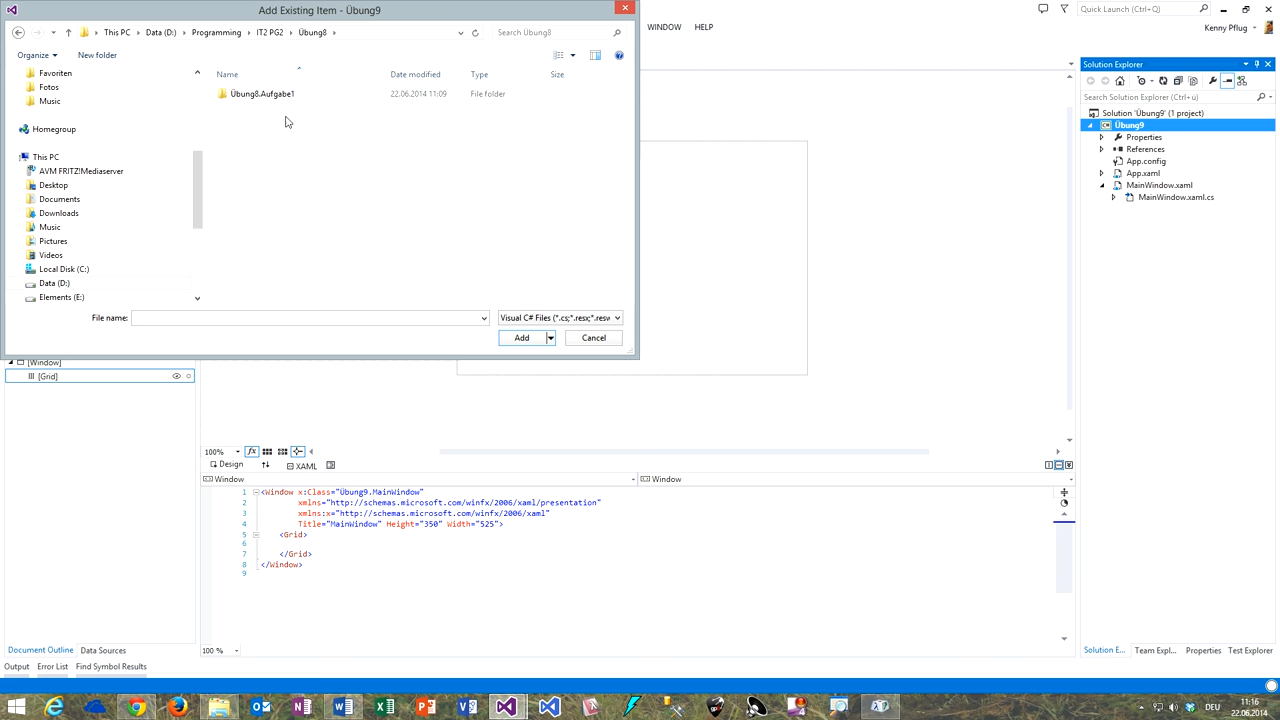 Add Existing Item - Übung9
Quick Launch (Ctrl+Q)
This PC
Data (D:)
Programming
IT2 PG2
Übung8
Search Übung8
WINDOW
HELP
Kenny Pflug
Organize
New folder
Favoriten
Fotos
Music
Homegroup
This PC
AVM FRITZ!Mediaserver
Desktop
Documents
Downloads
Music
Pictures
Videos
Local Disk (C:)
Data (D:)
Elements (E:)
Name
Date modified
Type
Size
Übung8.Aufgabe1
22.06.2014 11:09
File folder
File name:
Visual C# Files (*.cs;*.resx;*.resw
Add
Cancel
Solution Explorer
Search Solution Explorer (Ctrl+ü)
Solution 'Übung9' (1 project)
Übung9
Properties
References
App.config
App.xaml
MainWindow.xaml
MainWindow.xaml.cs
[Window]
[Grid]
100%
Design
XAML
Window
Window
1 <Window x:Class="Übung9.MainWindow"
2 xmlns="http://schemas.microsoft.com/winfx/2006/xaml/presentation"
3 xmlns:x="http://schemas.microsoft.com/winfx/2006/xaml"
4 Title="MainWindow" Height="350" Width="525">
5 <Grid>
6
7 </Grid>
8 </Window>
9
100 %
Document Outline
Data Sources
Solution E...
Team Expl...
Properties
Test Explorer
Output
Error List
Find Symbol Results
DEU
11:16
22.06.2014